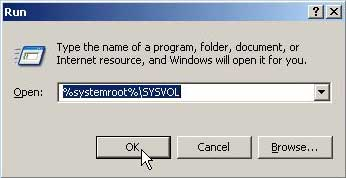 Run
Type the name of a program, folder, document, or
Internet resource, and Windows will open it for you.
Open: %systemroot%\SYSVOL
OK Cancel Browse...